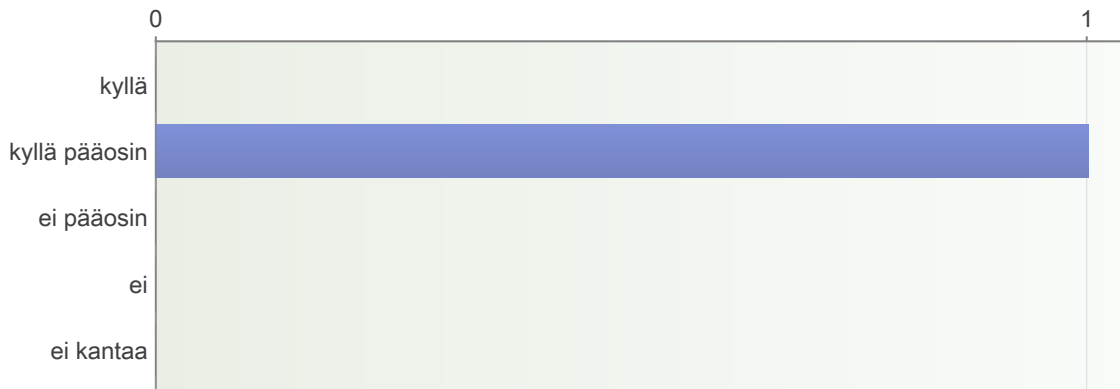 0 1
kyllä
kyllä pääosin
ei pääosin
ei
ei kantaa